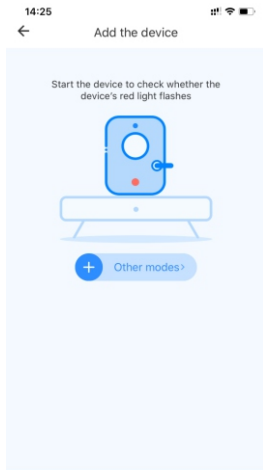 14:25
Add the device
Start the device to check whether the
device's red light flashes
Other modes>